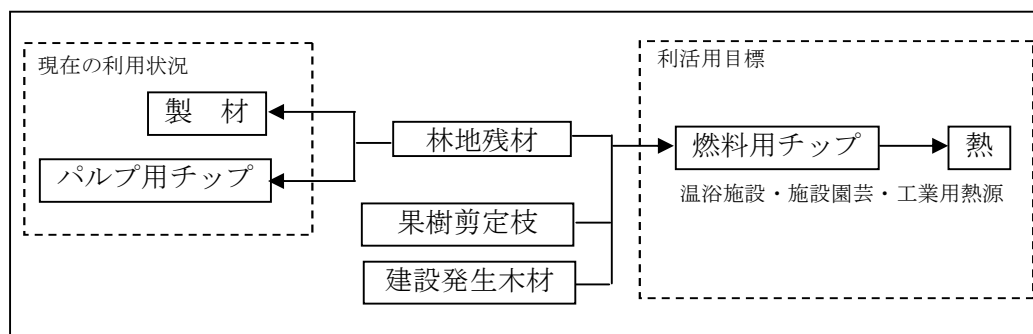 現在の利用状況
製　材
パルプ用チップ
林地残材
果樹剪定枝
建設発生木材
利活用目標
燃料用チップ
熱
温浴施設・施設園芸・工業用熱源